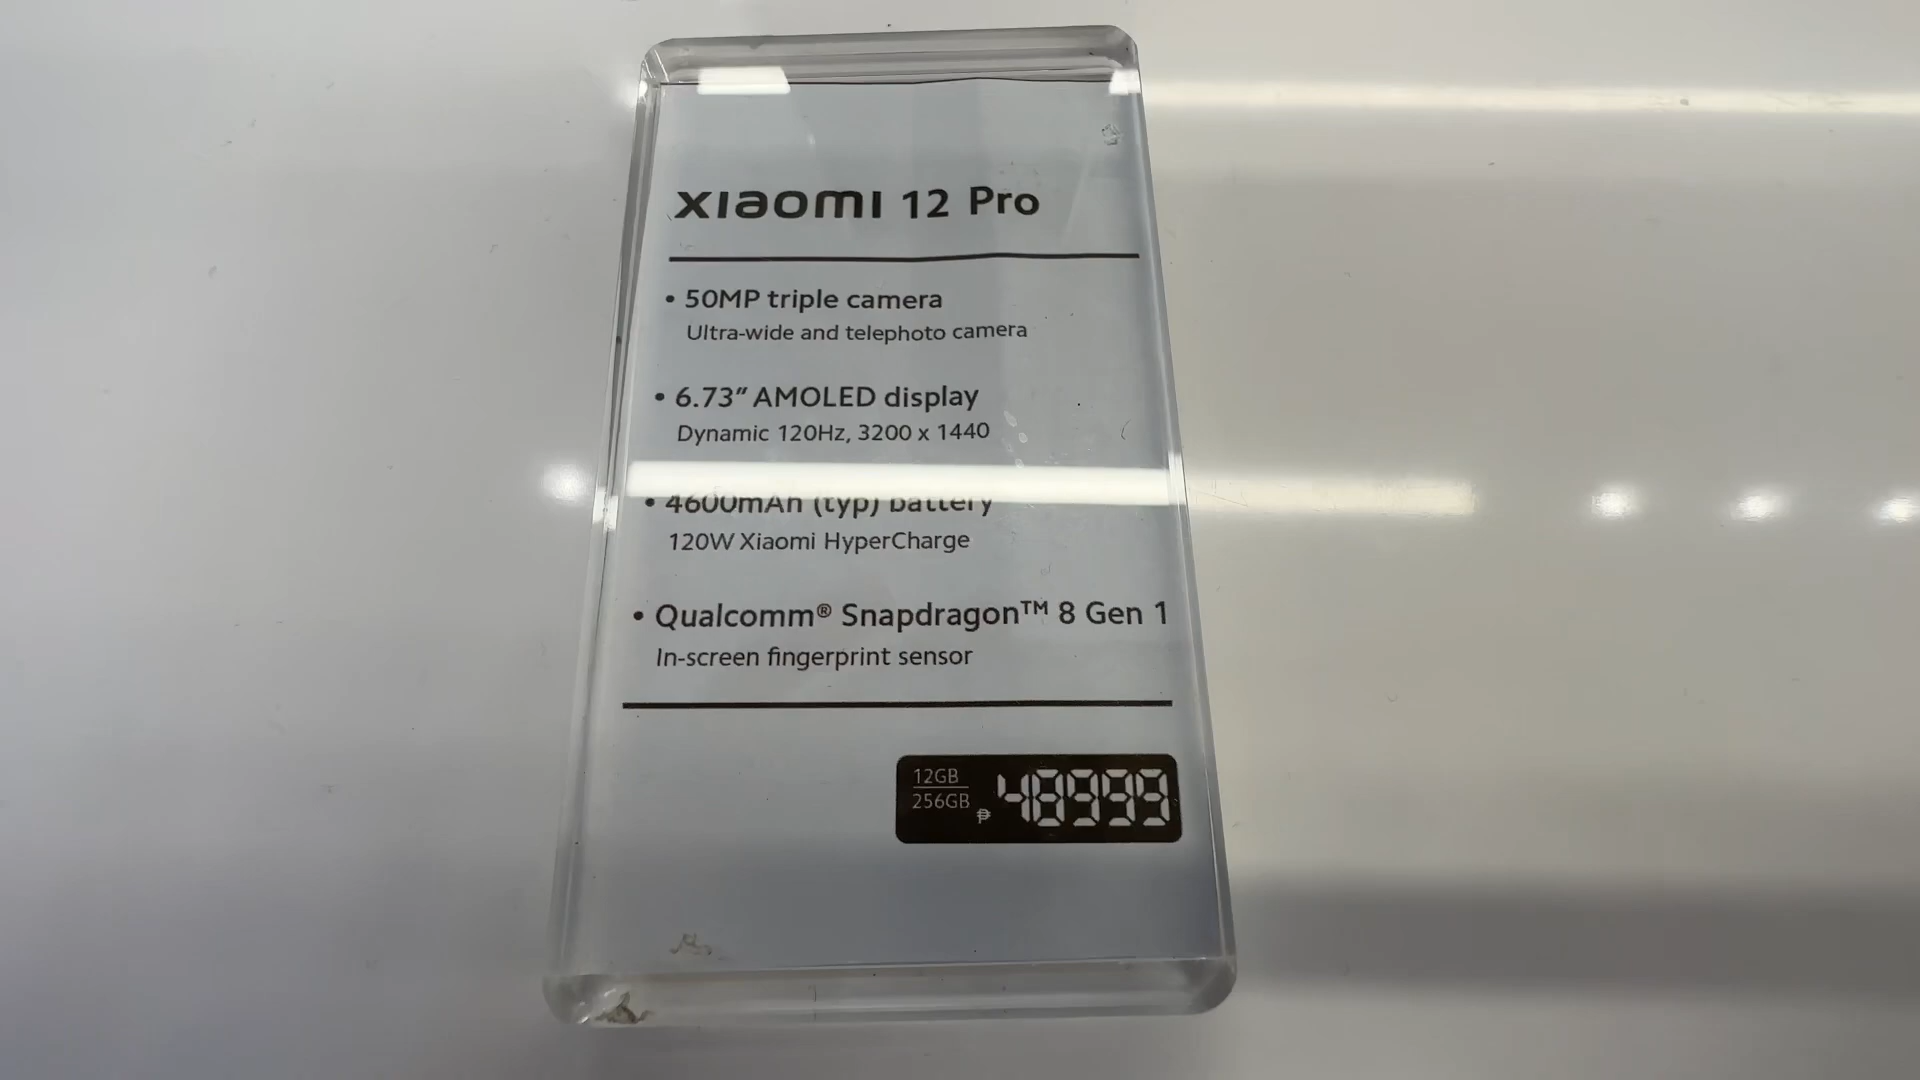 xiaomi 12 Pro
• 50MP triple camera
Ultra-wide and telephoto camera
• 6.73” AMOLED display
Dynamic 120Hz, 3200 x 1440
• 4600mAh (typ) battery
120W Xiaomi HyperCharge
• Qualcomm® Snapdragon™ 8 Gen 1
In-screen fingerprint sensor
12GB
256GB
₱ 48999